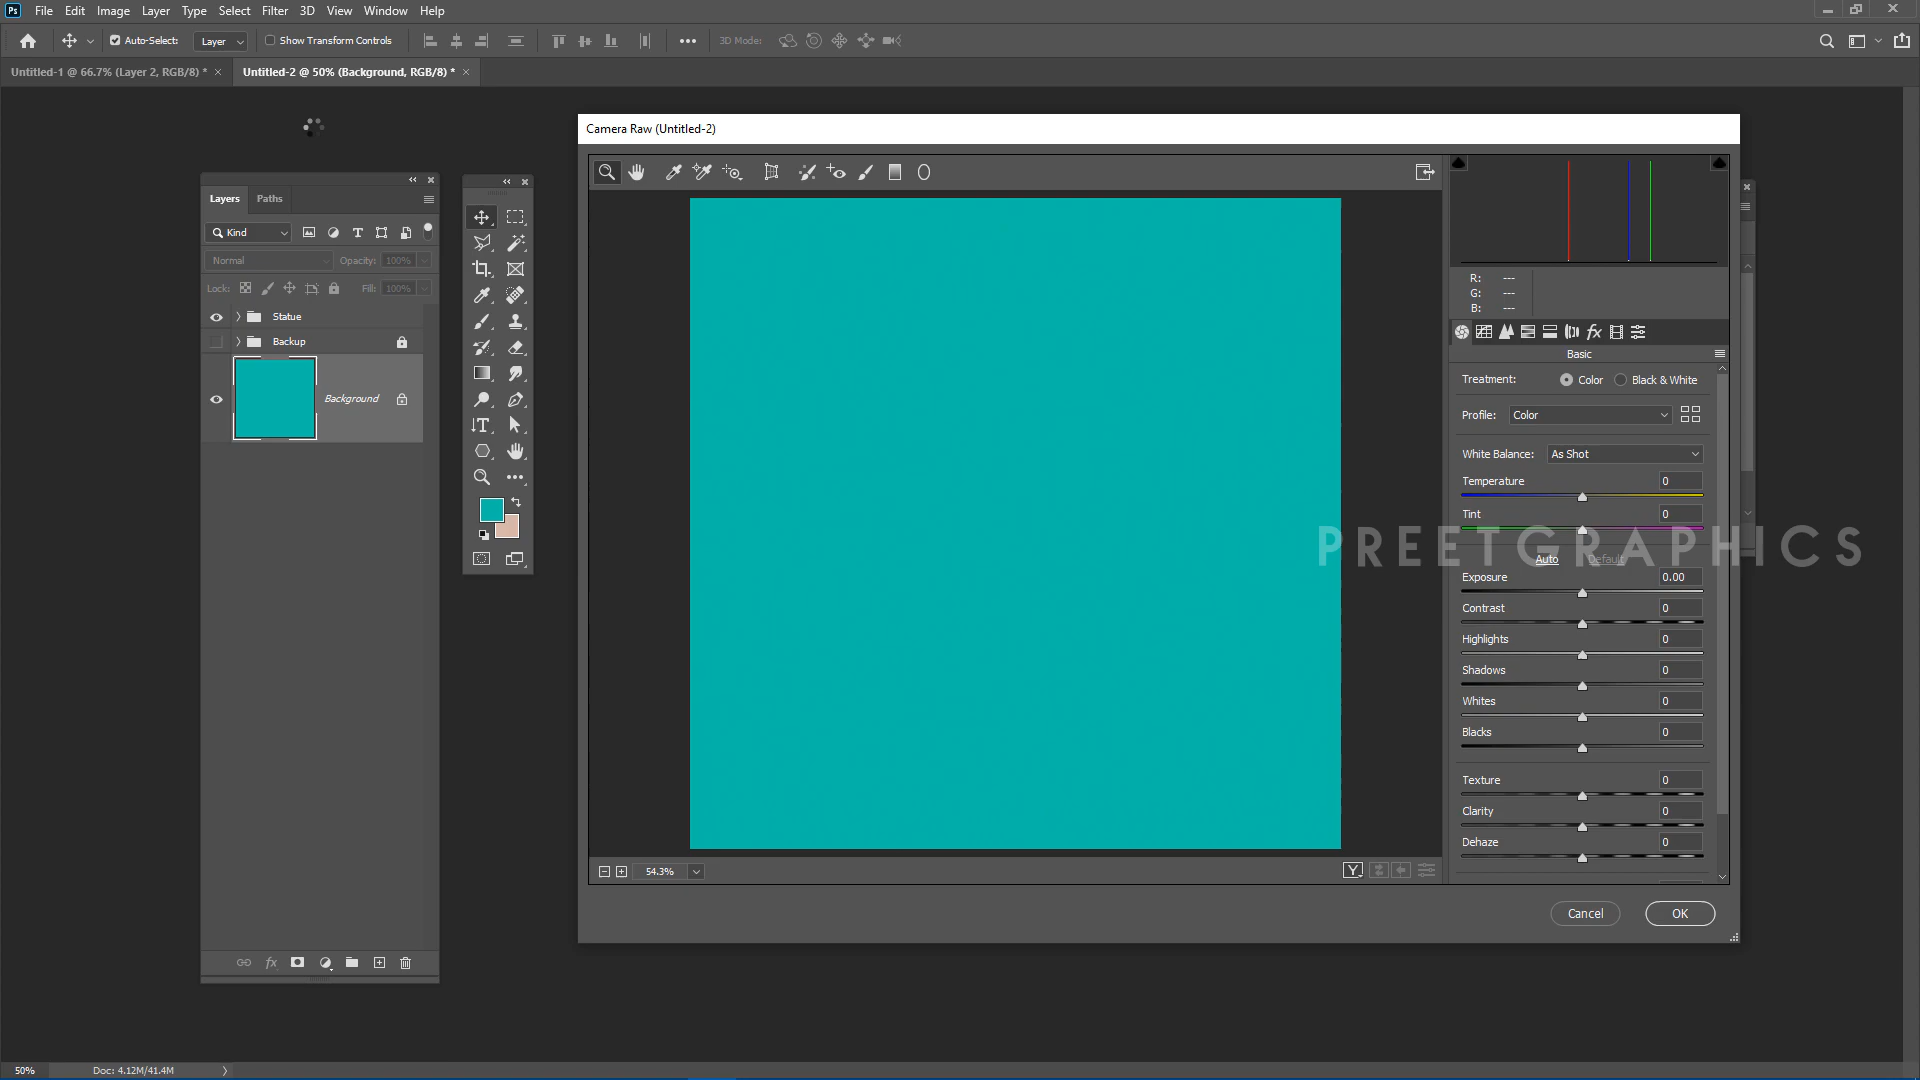 Ps File Edit Image Layer Type Select Filter 3D View Window Help
Auto-Select: Layer Show Transform Controls 3D Mode:
Untitled-1 @ 66.7% (Layer 2, RGB/8) * × Untitled-2 @ 50% (Background, RGB/8) * ×
Camera Raw (Untitled-2)
Layers Paths
Kind
Normal Opacity: 100%
Lock: Fill: 100%
Statue
Backup
Background
R: ---
G: ---
B: ---
Basic
Treatment: Color Black & White
Profile: Color
White Balance: As Shot
Temperature 0
Tint 0
PREETGRAPHICS
Auto Default
Exposure 0.00
Contrast 0
Highlights 0
Shadows 0
Whites 0
Blacks 0
Texture 0
Clarity 0
Dehaze 0
54.3%
Y
Cancel OK
fx
50% Doc: 4.12M/41.4M